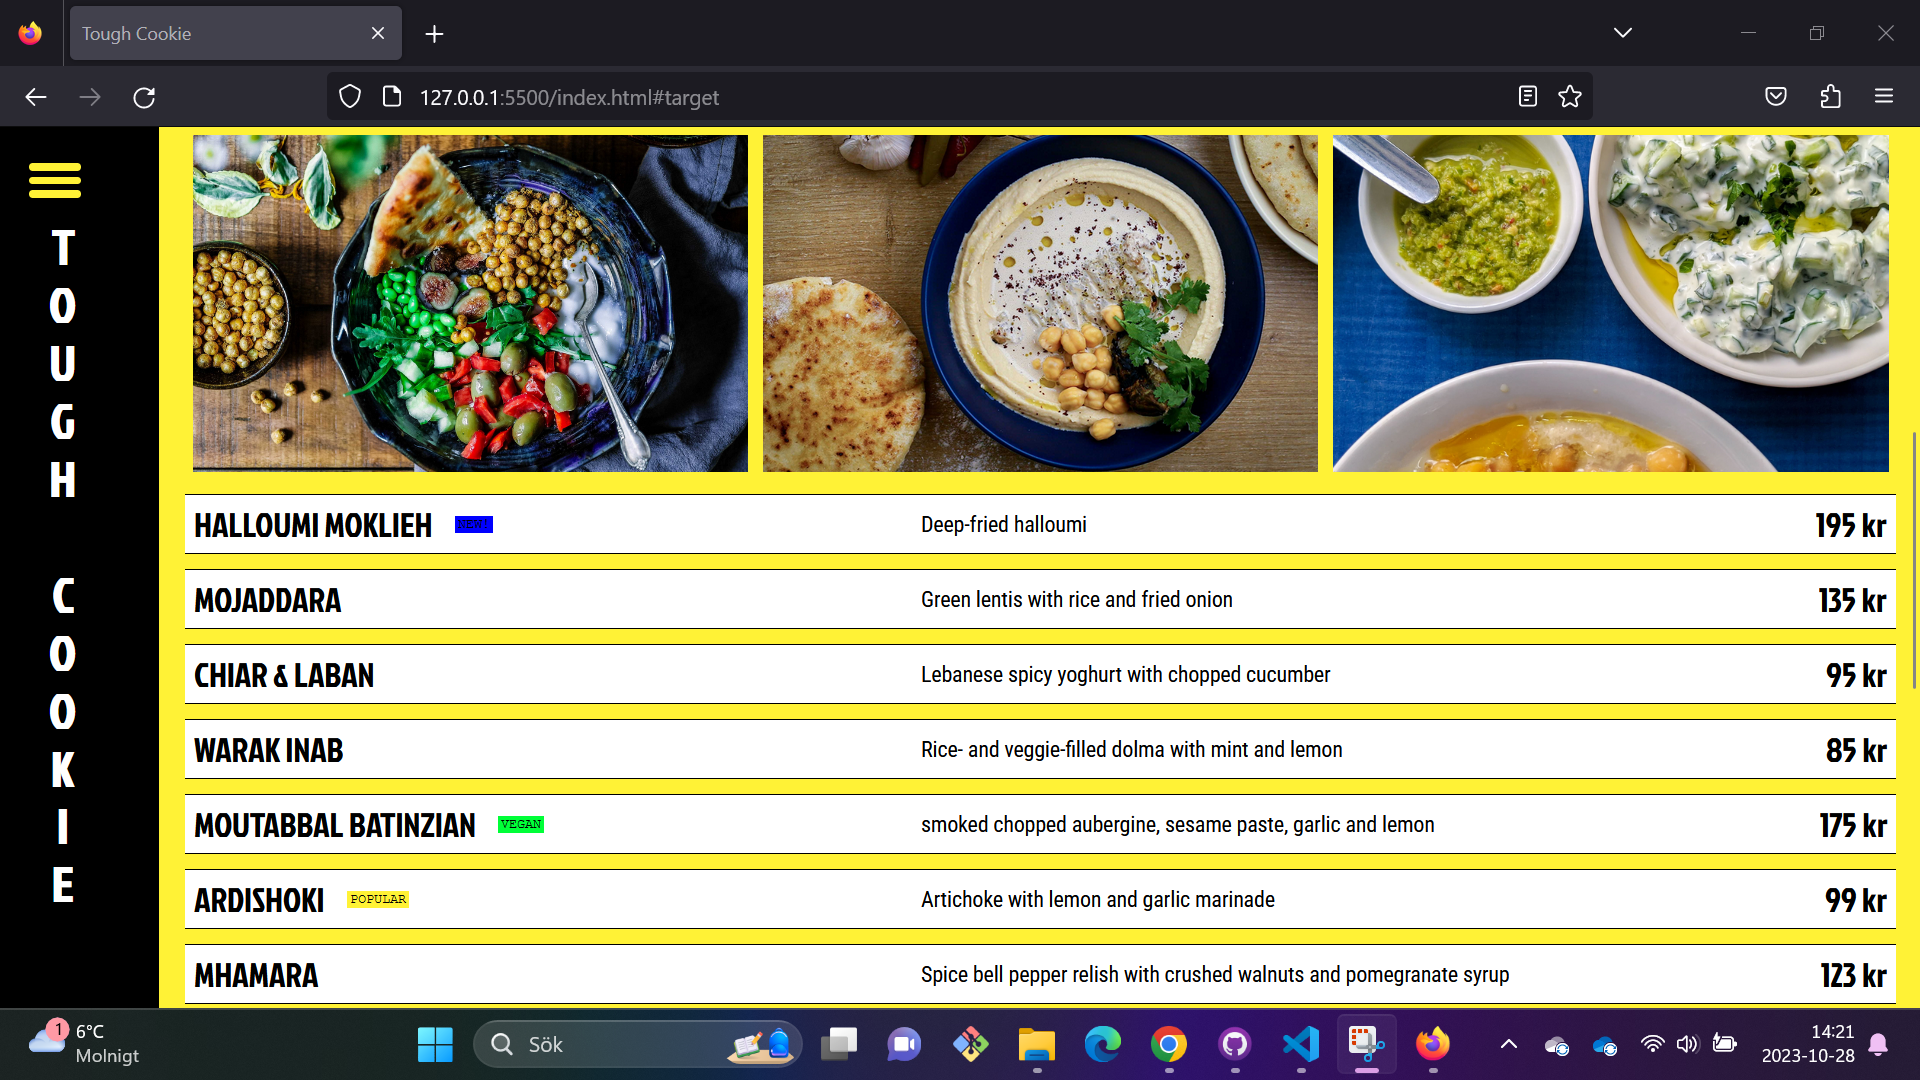 Tough Cookie
127.0.0.1:5500/index.html#target
TOUGH
COOKIE
HALLOUMI MOKLIEH NEW! Deep-fried halloumi 195 kr
MOJADDARA Green lentis with rice and fried onion 135 kr
CHIAR & LABAN Lebanese spicy yoghurt with chopped cucumber 95 kr
WARAK INAB Rice- and veggie-filled dolma with mint and lemon 85 kr
MOUTABBAL BATINZIAN VEGAN smoked chopped aubergine, sesame paste, garlic and lemon 175 kr
ARDISHOKI POPULAR Artichoke with lemon and garlic marinade 99 kr
MHAMARA Spice bell pepper relish with crushed walnuts and pomegranate syrup 123 kr
1
6°C
Molnigt
Sök
14:21
2023-10-28